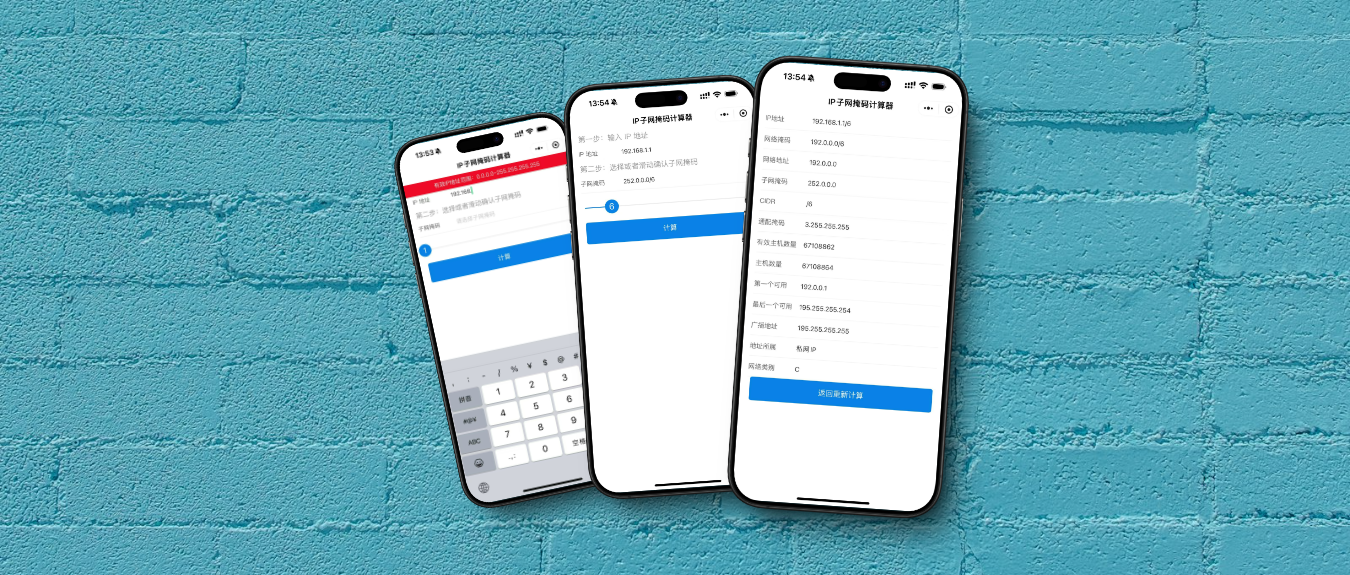 13:53
IP子网掩码计算器
有效IP地址范围：0.0.0.0-255.255.255.255
IP 地址 192.168.
第二步：选择或者滑动确认子网掩码
子网掩码 请选择子网掩码
1
计算
, : - / % ¥ $ @ #
拼音 1 2 3
#@¥ 4 5 6
ABC 7 8 9
.,: 0 空格
13:54
IP子网掩码计算器
第一步：输入 IP 地址
IP 地址 192.168.1.1
第二步：选择或者滑动确认子网掩码
子网掩码 252.0.0.0/6
6
计算
13:54
IP子网掩码计算器
IP地址 192.168.1.1/6
网络掩码 192.0.0.0/6
网络地址 192.0.0.0
子网掩码 252.0.0.0
CIDR /6
通配掩码 3.255.255.255
有效主机数量 67108862
主机数量 67108864
第一个可用 192.0.0.1
最后一个可用 195.255.255.254
广播地址 195.255.255.255
地址所属 私网 IP
网络类别 C
返回重新计算